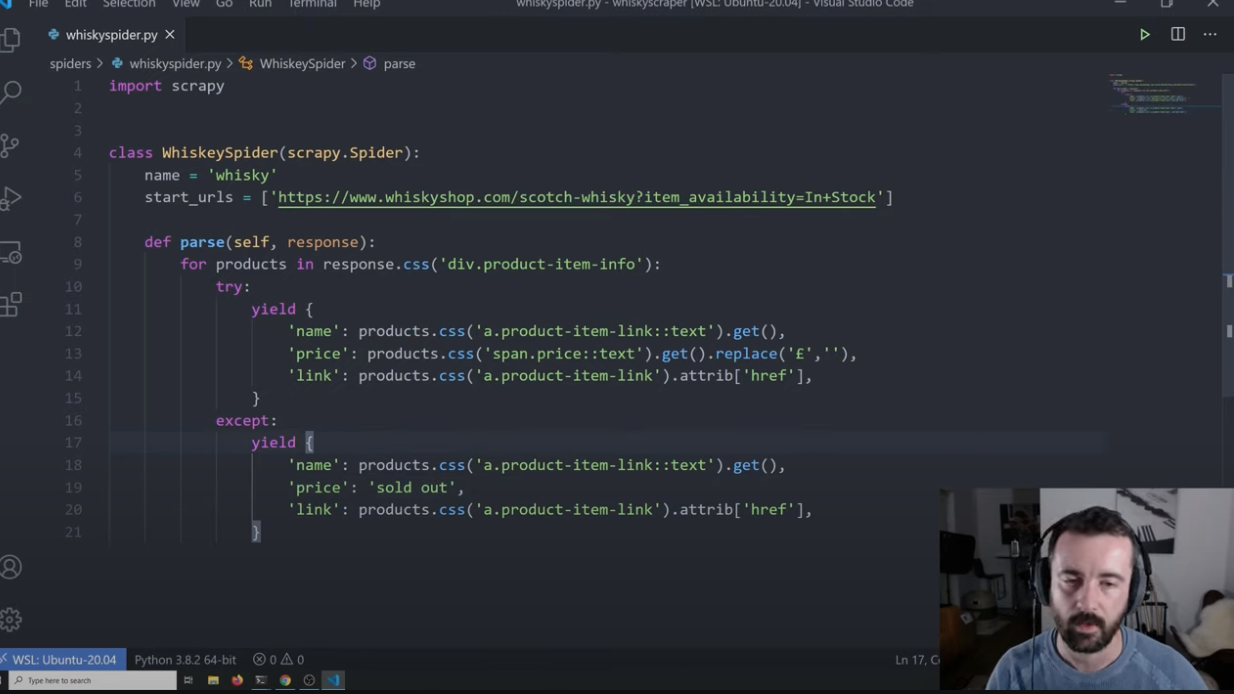 File Edit Selection View Go Run Terminal Help whiskyspider.py - whiskyscraper [WSL: Ubuntu-20.04] - Visual Studio Code
whiskyspider.py
spiders > whiskyspider.py > WhiskeySpider > parse
1 import scrapy
2
3
4 class WhiskeySpider(scrapy.Spider):
5 name = 'whisky'
6 start_urls = ['https://www.whiskyshop.com/scotch-whisky?item_availability=In+Stock']
7
8 def parse(self, response):
9 for products in response.css('div.product-item-info'):
10 try:
11 yield {
12 'name': products.css('a.product-item-link::text').get(),
13 'price': products.css('span.price::text').get().replace('£',''),
14 'link': products.css('a.product-item-link').attrib['href'],
15 }
16 except:
17 yield {
18 'name': products.css('a.product-item-link::text').get(),
19 'price': 'sold out',
20 'link': products.css('a.product-item-link').attrib['href'],
21 }
WSL: Ubuntu-20.04 Python 3.8.2 64-bit 0 0 Ln 17,
Type here to search